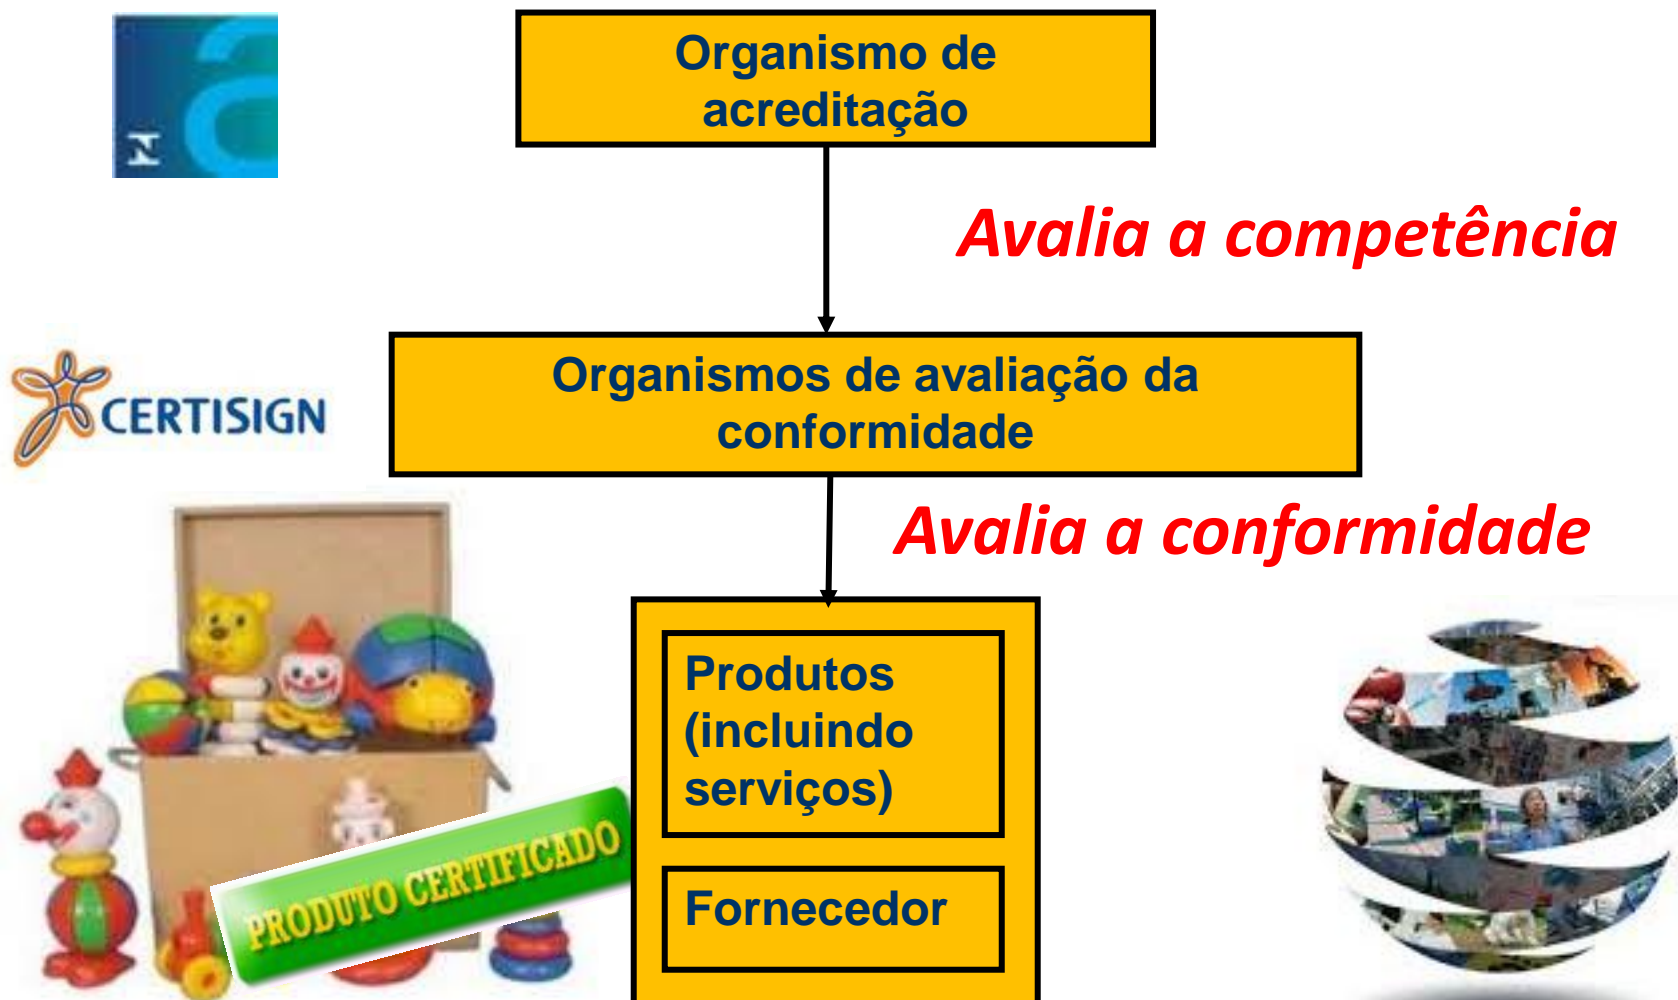 Organismo de
acreditação
Avalia a competência
Organismos de avaliação da
conformidade
CERTISIGN
Avalia a conformidade
Produtos
(incluindo
serviços)
PRODUTO CERTIFICADO
Fornecedor